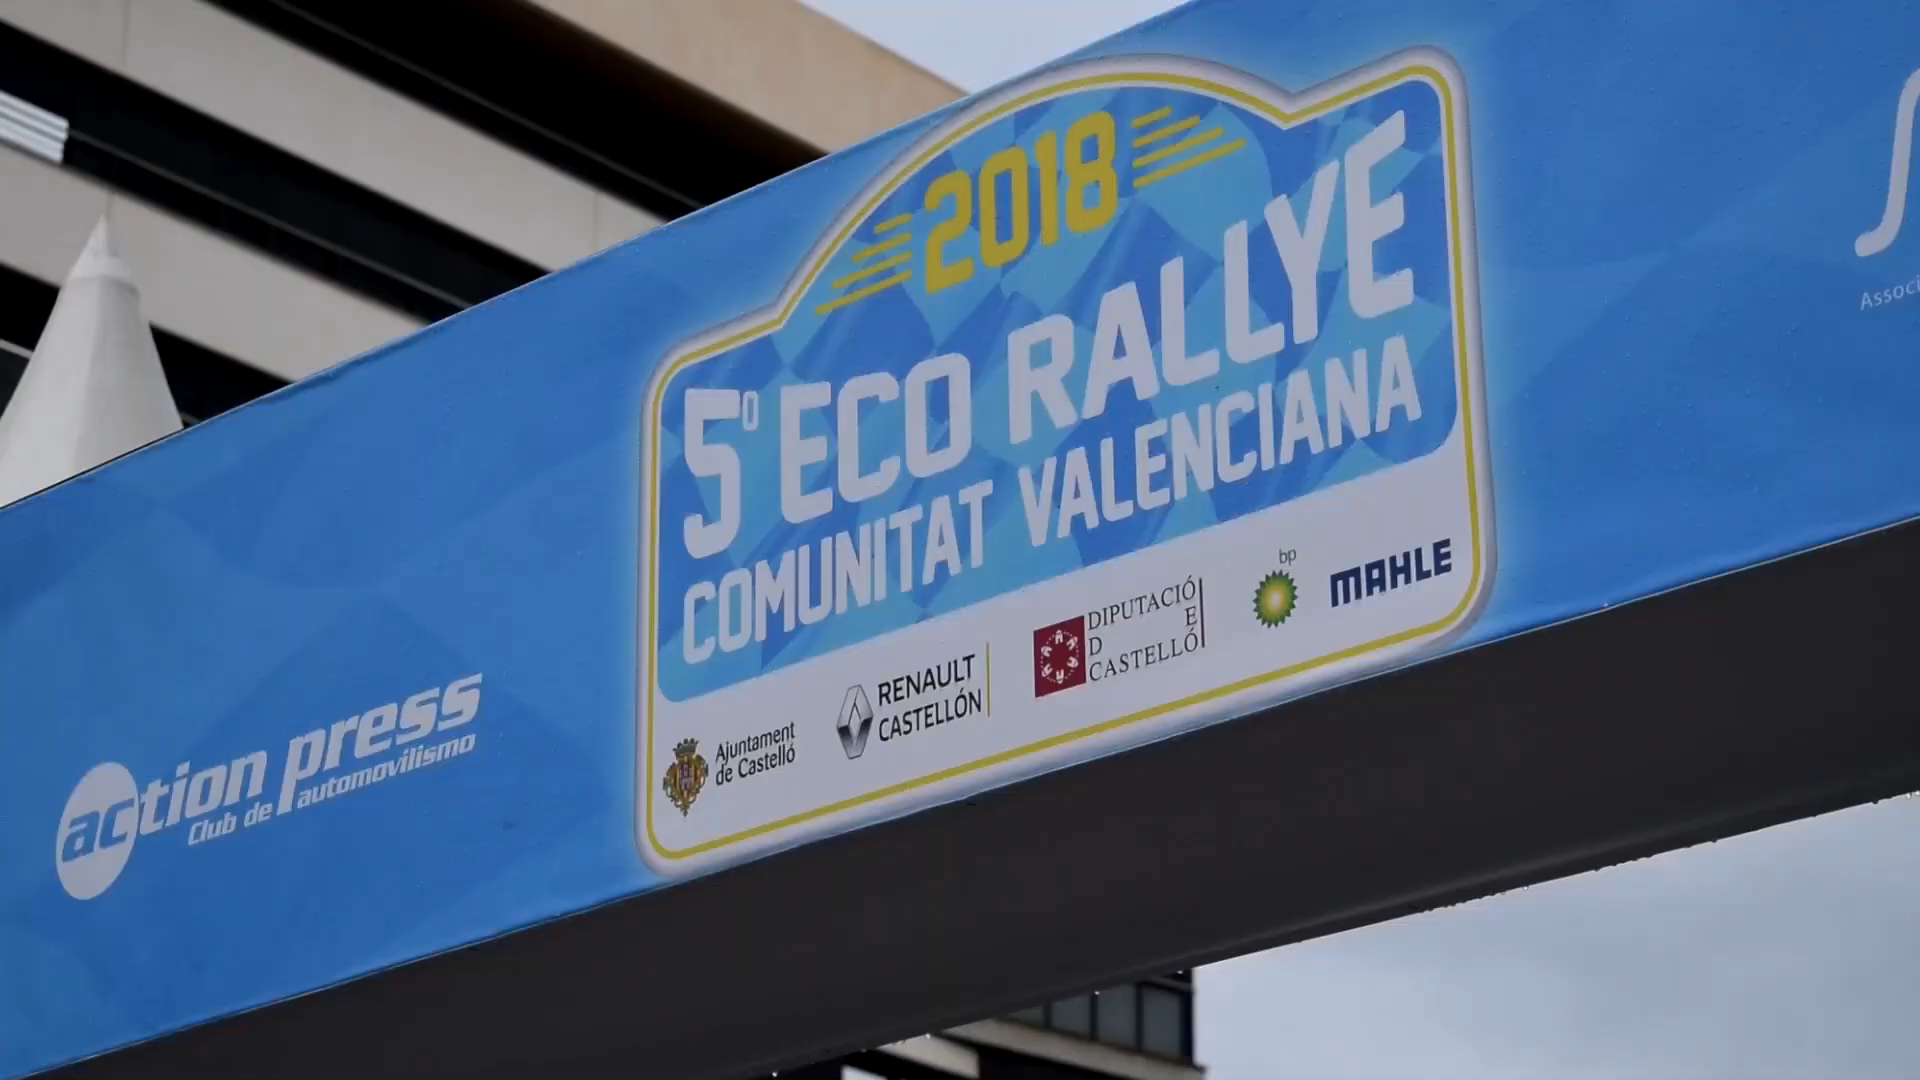 2018
5º ECO RALLYE
COMUNITAT VALENCIANA
Ajuntament
de Castelló
RENAULT
CASTELLÓN
DIPUTACIÓ
DE
CASTELLÓ
bp
MAHLE
action press
Club de automovilismo